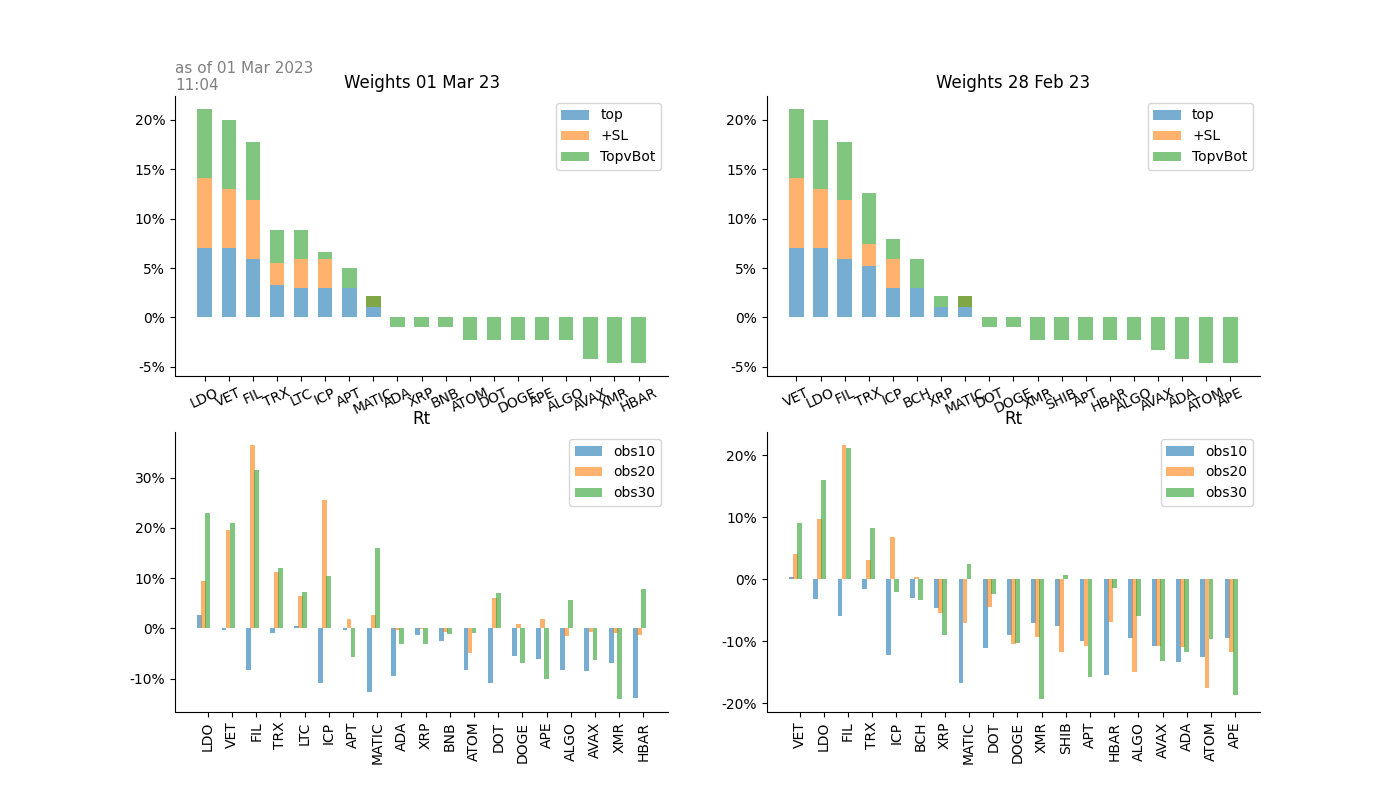 as of 01 Mar 2023
11:04
Weights 01 Mar 23
20%
15%
10%
5%
0%
-5%
top
+SL
TopvBot
LDO VET FIL TRX LTC ICP APT MATIC ADA XRP BNB ATOM DOT DOGE APE ALGO AVAX XMR HBAR
Weights 28 Feb 23
20%
15%
10%
5%
0%
-5%
top
+SL
TopvBot
VET LDO FIL TRX ICP BCH XRP MATIC DOT DOGE XMR SHIB APT HBAR ALGO AVAX ADA ATOM APE
Rt
30%
20%
10%
0%
-10%
obs10
obs20
obs30
LDO VET FIL TRX LTC ICP APT MATIC ADA XRP BNB ATOM DOT DOGE APE ALGO AVAX XMR HBAR
Rt
20%
10%
0%
-10%
-20%
obs10
obs20
obs30
VET LDO FIL TRX ICP BCH XRP MATIC DOT DOGE XMR SHIB APT HBAR ALGO AVAX ADA ATOM APE